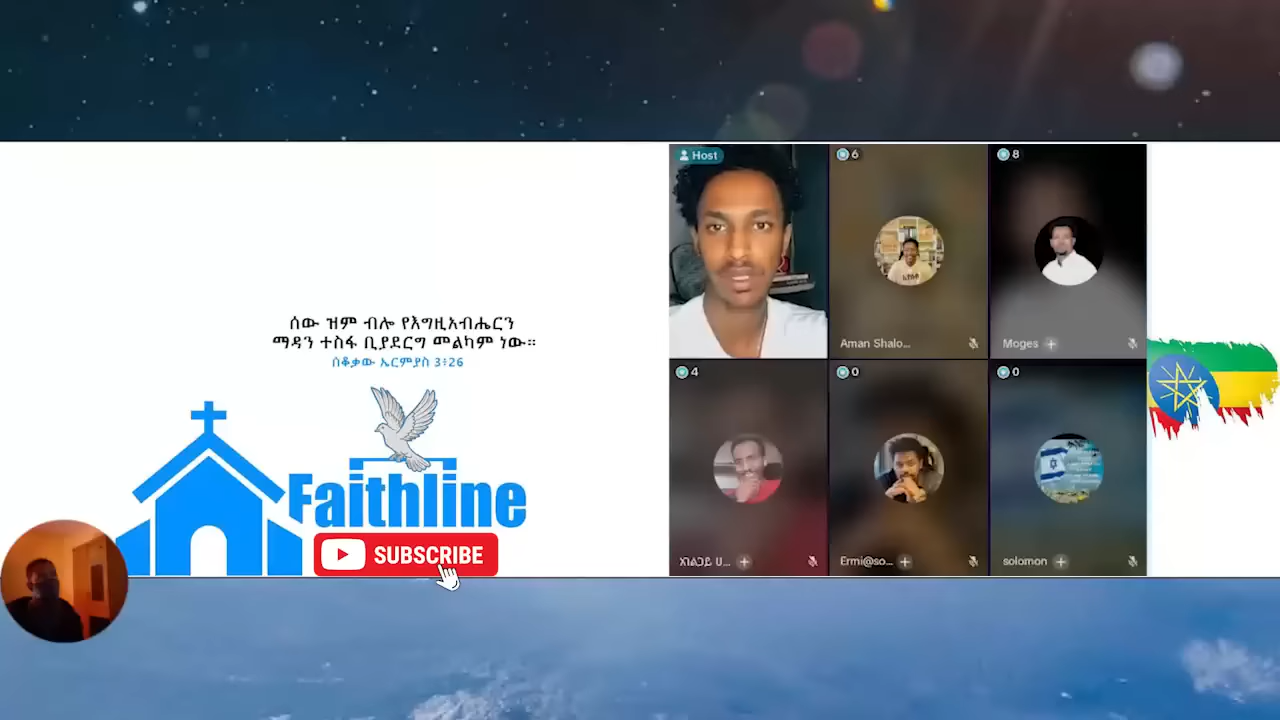 ሰው ዝም ብሎ የእግዚአብሔርን
ማዳን ተስፋ ቢያደርግ መልካም ነው።
ሰቆቃው ኤርምያስ 3፥26
Faithline
SUBSCRIBE
Host
6
8
Aman Shalo...
Moges
4
0
0
Ermi@so...
solomon